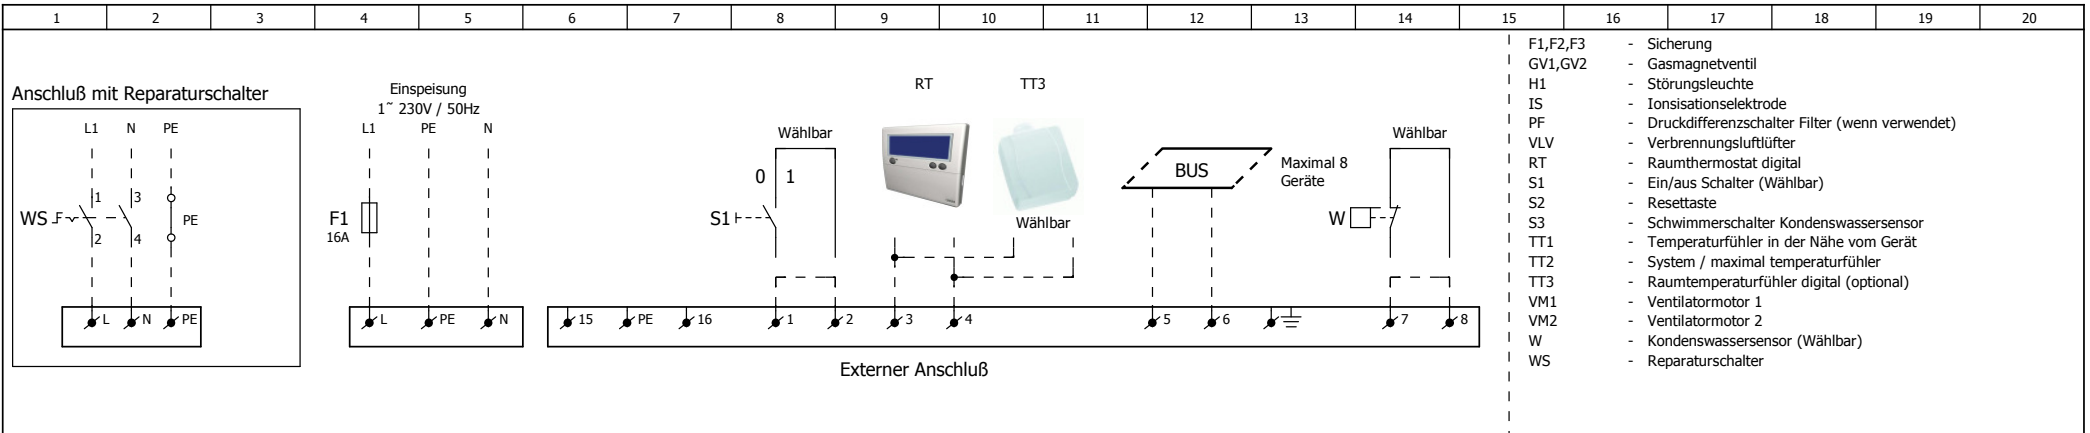 1 2 3 4 5 6 7 8 9 10 11 12 13 14 15 16 17 18 19 20
Anschluß mit Reparaturschalter
L1 N PE
1 3
WS PE
2 4
L N PE
Einspeisung
1~ 230V / 50Hz
L1 PE N
F1
16A
L PE N
Wählbar
0 1
S1
RT TT3
Wählbar
BUS
Maximal 8
Geräte
Wählbar
W
15 PE 16 1 2 3 4 5 6 7 8
Externer Anschluß
F1,F2,F3 - Sicherung
GV1,GV2 - Gasmagnetventil
H1 - Störungsleuchte
IS - Ionsisationselektrode
PF - Druckdifferenzschalter Filter (wenn verwendet)
VLV - Verbrennungsluftlüfter
RT - Raumthermostat digital
S1 - Ein/aus Schalter (Wählbar)
S2 - Resettaste
S3 - Schwimmerschalter Kondenswassersensor
TT1 - Temperaturfühler in der Nähe vom Gerät
TT2 - System / maximal temperaturfühler
TT3 - Raumtemperaturfühler digital (optional)
VM1 - Ventilatormotor 1
VM2 - Ventilatormotor 2
W - Kondenswassersensor (Wählbar)
WS - Reparaturschalter